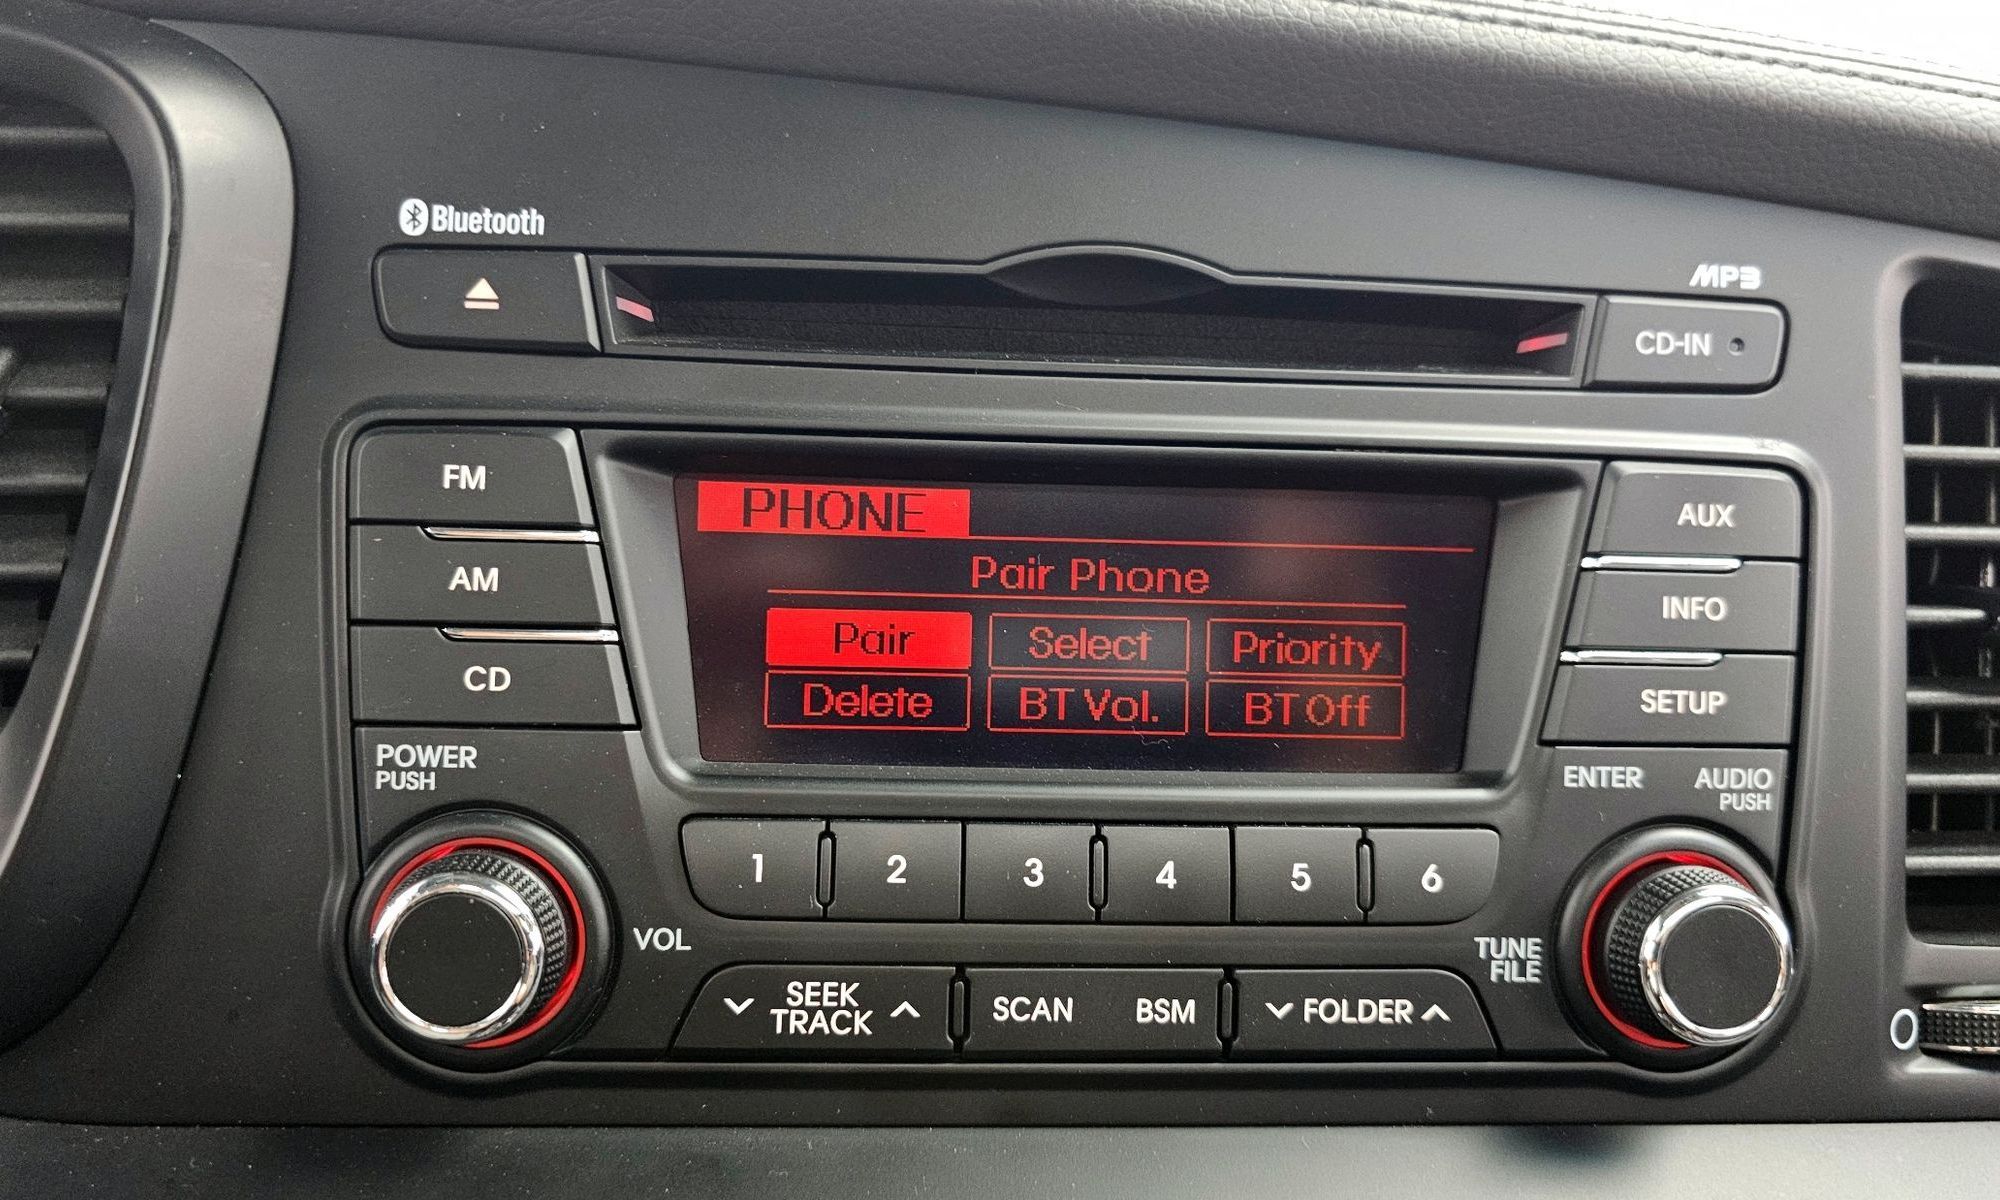 Bluetooth
MP3
CD-IN
FM
AM
CD
PHONE
Pair Phone
Pair Select Priority
Delete BT Vol. BT Off
AUX
INFO
SETUP
POWER
PUSH
ENTER
AUDIO
PUSH
1 2 3 4 5 6
VOL
TUNE
FILE
SEEK
TRACK
SCAN BSM
FOLDER
0